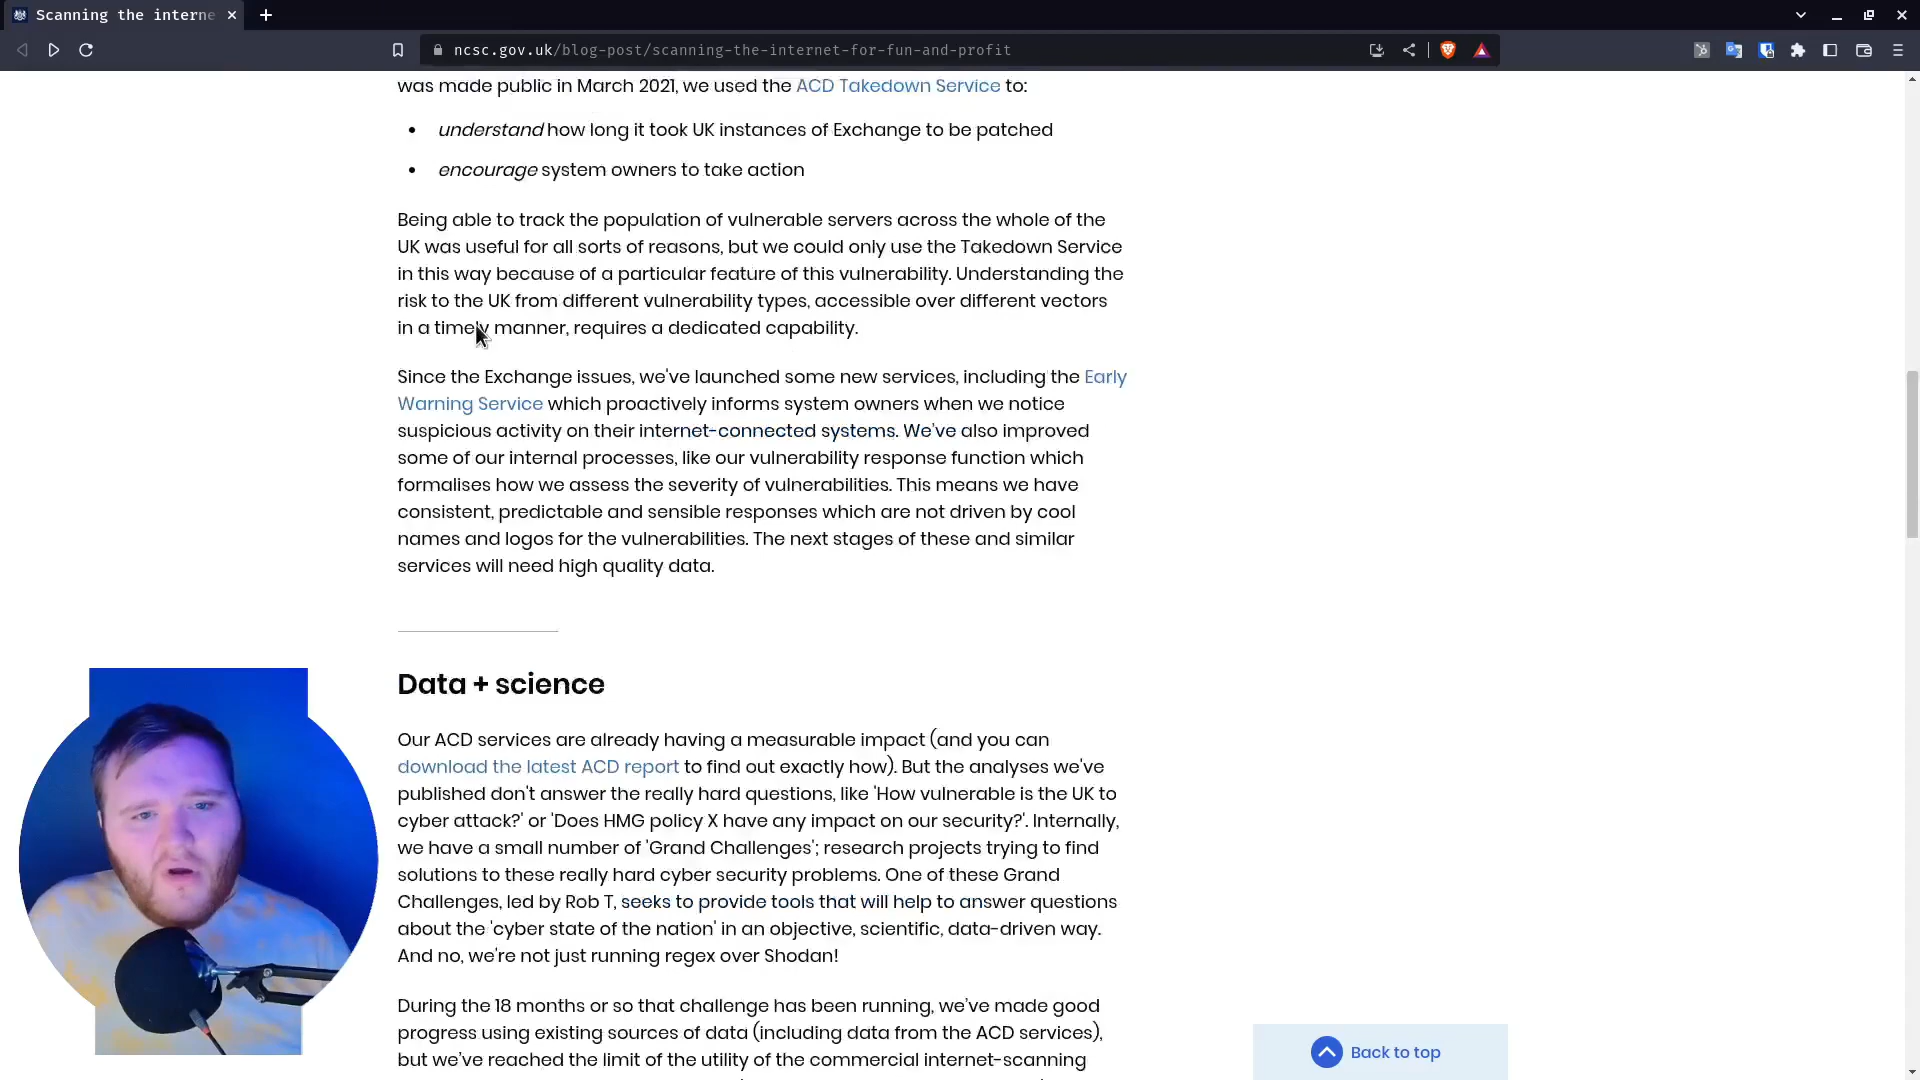 Scanning the interne
ncsc.gov.uk/blog-post/scanning-the-internet-for-fun-and-profit
was made public in March 2021, we used the ACD Takedown Service to:
• understand how long it took UK instances of Exchange to be patched
• encourage system owners to take action
Being able to track the population of vulnerable servers across the whole of the
UK was useful for all sorts of reasons, but we could only use the Takedown Service
in this way because of a particular feature of this vulnerability. Understanding the
risk to the UK from different vulnerability types, accessible over different vectors
in a timely manner, requires a dedicated capability.
Since the Exchange issues, we've launched some new services, including the Early
Warning Service which proactively informs system owners when we notice
suspicious activity on their internet-connected systems. We've also improved
some of our internal processes, like our vulnerability response function which
formalises how we assess the severity of vulnerabilities. This means we have
consistent, predictable and sensible responses which are not driven by cool
names and logos for the vulnerabilities. The next stages of these and similar
services will need high quality data.
Data + science
Our ACD services are already having a measurable impact (and you can
download the latest ACD report to find out exactly how). But the analyses we've
published don't answer the really hard questions, like 'How vulnerable is the UK to
cyber attack?' or 'Does HMG policy X have any impact on our security?'. Internally,
we have a small number of 'Grand Challenges'; research projects trying to find
solutions to these really hard cyber security problems. One of these Grand
Challenges, led by Rob T, seeks to provide tools that will help to answer questions
about the 'cyber state of the nation' in an objective, scientific, data-driven way.
And no, we're not just running regex over Shodan!
During the 18 months or so that challenge has been running, we've made good
progress using existing sources of data (including data from the ACD services),
but we've reached the limit of the utility of the commercial internet-scanning
Back to top